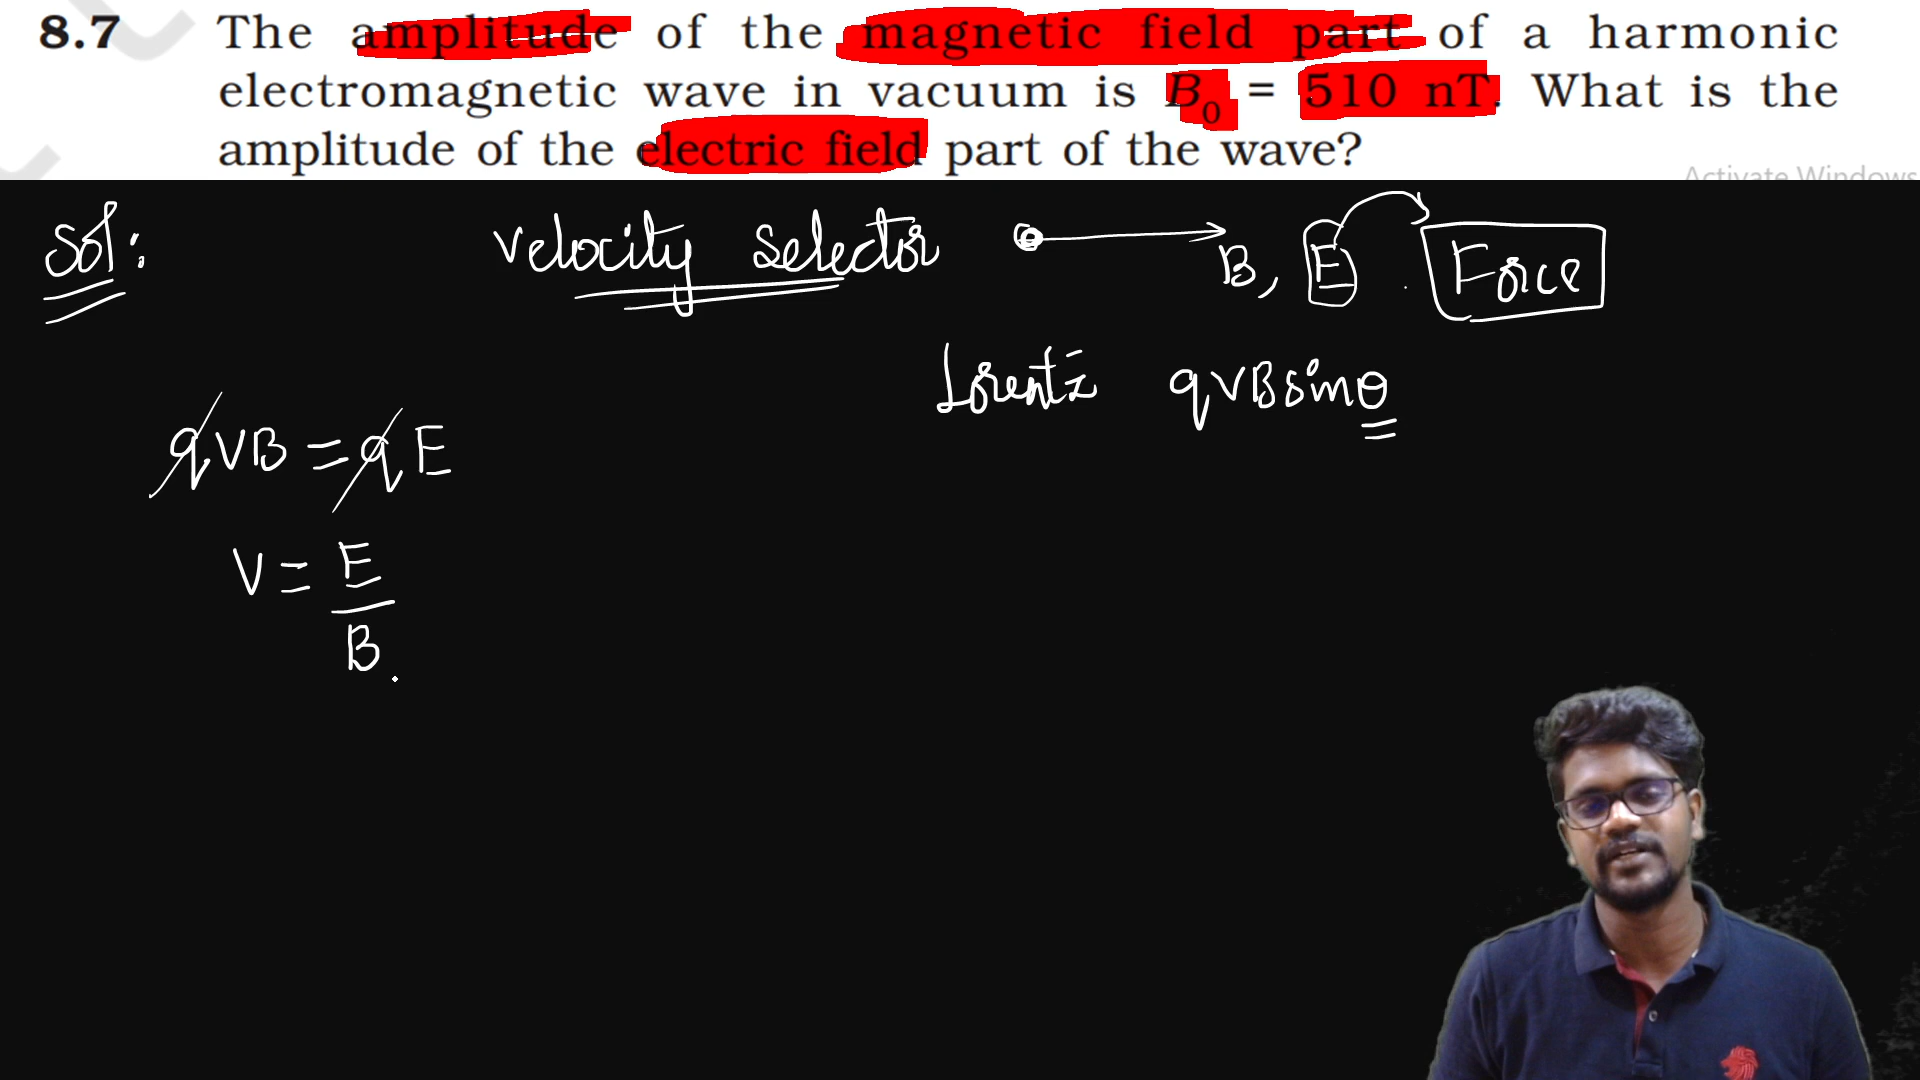 8.7 The amplitude of the magnetic field part of a harmonic
electromagnetic wave in vacuum is B₀ = 510 nT. What is the
amplitude of the electric field part of the wave?
Activate Windows
Sol: Velocity Selector e → B, E Force
Lorentz qVBsinθ
qVB = qE
V = E
B